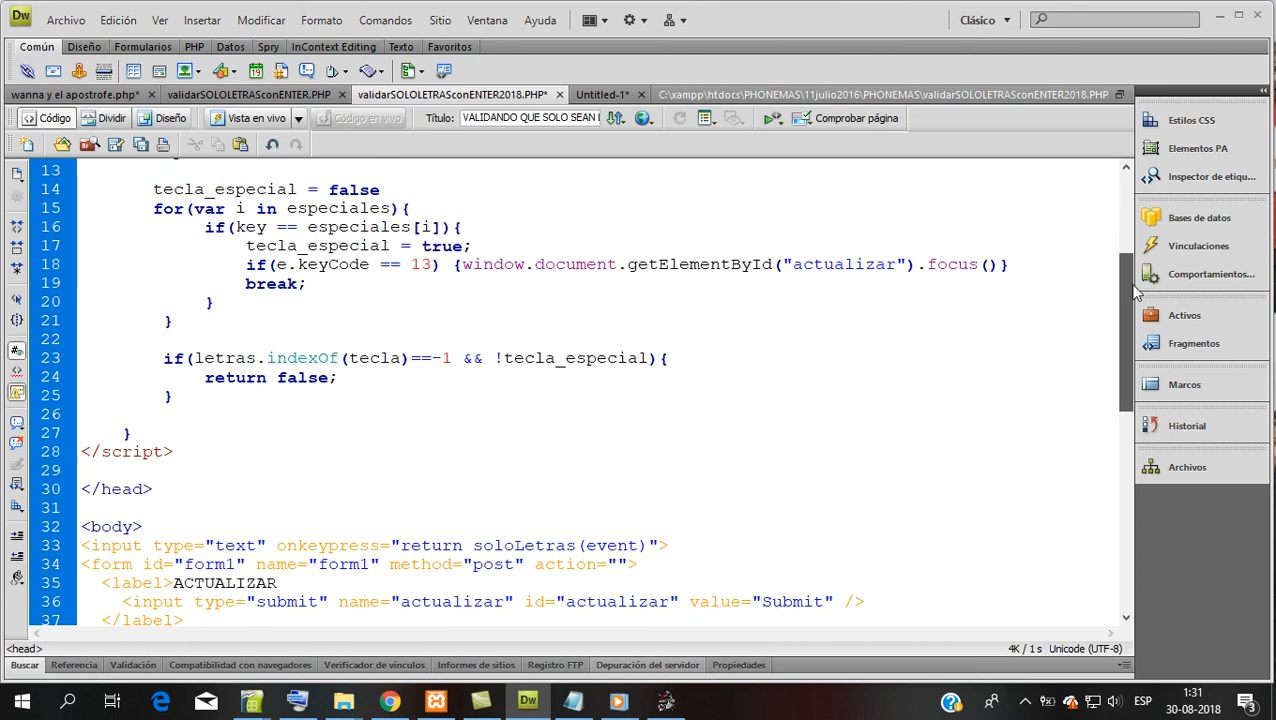 Dw Archivo Edición Ver Insertar Modificar Formato Comandos Sitio Ventana Ayuda Clásico
Común Diseño Formularios PHP Datos Spry InContext Editing Texto Favoritos
wanna y el apostrofe.php* validarSOLOLETRASconENTER.PHP validarSOLOLETRASconENTER2018.PHP* Untitled-1* C:\xampp\htdocs\PHONEMAS\11julio2016\PHONEMAS\validarSOLOLETRASconENTER2018.PHP
Código Dividir Diseño Vista en vivo Código en vivo Título: VALIDANDO QUE SOLO SEAN Comprobar página
13
14 tecla_especial = false
15 for(var i in especiales){
16 if(key == especiales[i]){
17 tecla_especial = true;
18 if(e.keyCode == 13) {window.document.getElementById("actualizar").focus()}
19 break;
20 }
21 }
22
23 if(letras.indexOf(tecla)==-1 && !tecla_especial){
24 return false;
25 }
26
27 }
28 </script>
29
30 </head>
31
32 <body>
33 <input type="text" onkeypress="return soloLetras(event)">
34 <form id="form1" name="form1" method="post" action="">
35 <label>ACTUALIZAR
36 <input type="submit" name="actualizar" id="actualizar" value="Submit" />
37 </label>
<head> 4K / 1 s Unicode (UTF-8)
Buscar Referencia Validación Compatibilidad con navegadores Verificador de vínculos Informes de sitios Registro FTP Depuración del servidor Propiedades
Estilos CSS
Elementos PA
Inspector de etiqu...
Bases de datos
Vinculaciones
Comportamientos...
Activos
Fragmentos
Marcos
Historial
Archivos
Dw ESP 1:31
30-08-2018 3